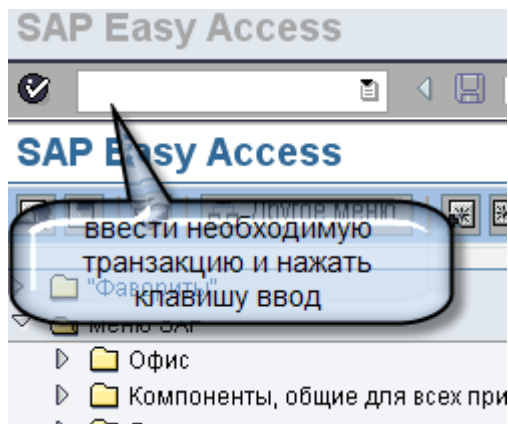 SAP Easy Access
SAP Easy Access
Другое меню
ввести необходимую
транзакцию и нажать
клавишу ввод
"Фавориты"
Меню SAP
Офис
Компоненты, общие для всех при